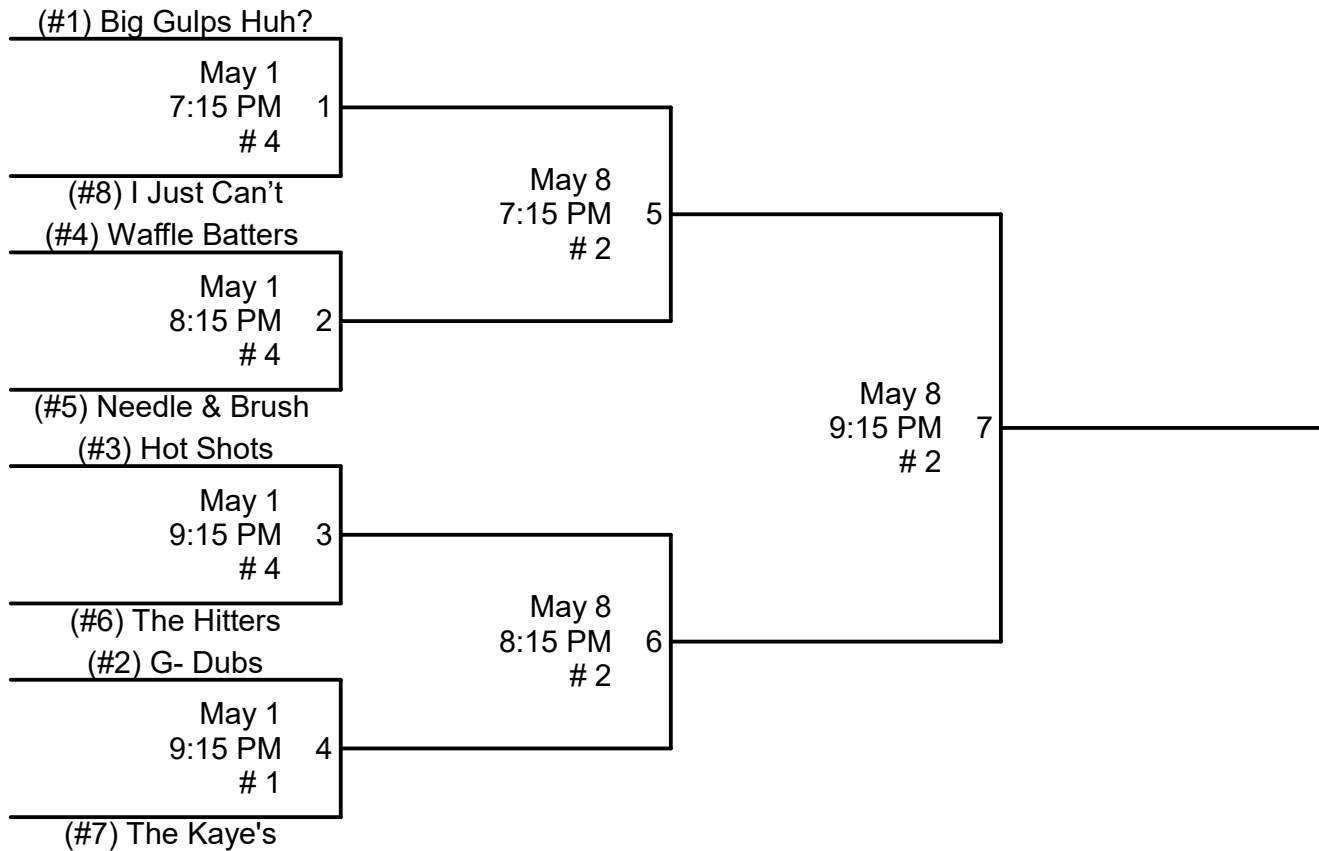 (#1) Big Gulps Huh?
May 1
7:15 PM 1
# 4
(#8) I Just Can’t
(#4) Waffle Batters
May 1
8:15 PM 2
# 4
(#5) Needle & Brush
(#3) Hot Shots
May 1
9:15 PM 3
# 4
(#6) The Hitters
(#2) G- Dubs
May 1
9:15 PM 4
# 1
(#7) The Kaye's
May 8
7:15 PM 5
# 2
May 8
8:15 PM 6
# 2
May 8
9:15 PM 7
# 2